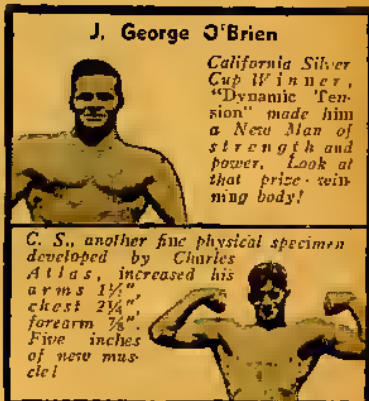 J. George O'Brien
California Silver
Cup Winner,
"Dynamic Ten-
sion" made him
a New Man of
strength and
power. Look at
that prize-win-
ning body!
C. S., another fine physical specimen
developed by Charles
Atlas, increased his
arms 1½",
chest 2¼",
forearm ⅞".
Five inches
of new mus-
cle!